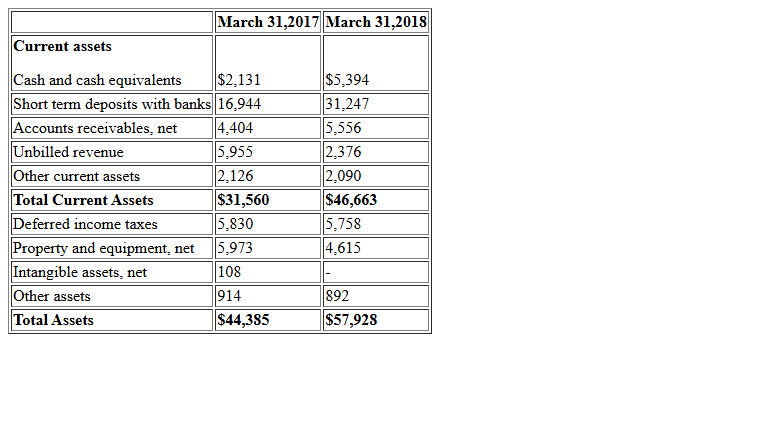 March 31,2017 March 31,2018
Current assets
Cash and cash equivalents $2,131 $5,394
Short term deposits with banks 16,944 31,247
Accounts receivables, net 4,404 5,556
Unbilled revenue 5,955 2,376
Other current assets 2,126 2,090
Total Current Assets $31,560 $46,663
Deferred income taxes 5,830 5,758
Property and equipment, net 5,973 4,615
Intangible assets, net 108 -
Other assets 914 892
Total Assets $44,385 $57,928